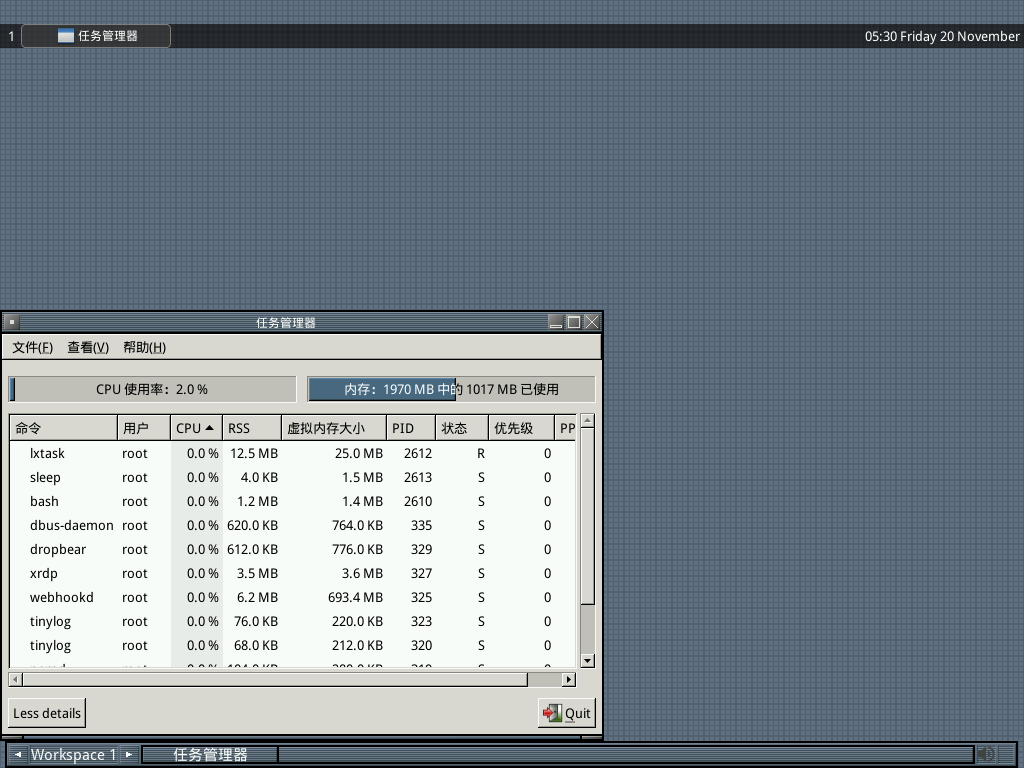 1 任务管理器 05:30 Friday 20 November
任务管理器
文件(F) 查看(V) 帮助(H)
CPU 使用率：2.0 % 内存：1970 MB 中的 1017 MB 已使用
命令 用户 CPU RSS 虚拟内存大小 PID 状态 优先级 PP
lxtask root 0.0 % 12.5 MB 25.0 MB 2612 R 0
sleep root 0.0 % 4.0 KB 1.5 MB 2613 S 0
bash root 0.0 % 1.2 MB 1.4 MB 2610 S 0
dbus-daemon root 0.0 % 620.0 KB 764.0 KB 335 S 0
dropbear root 0.0 % 612.0 KB 776.0 KB 329 S 0
xrdp root 0.0 % 3.5 MB 3.6 MB 327 S 0
webhookd root 0.0 % 6.2 MB 693.4 MB 325 S 0
tinylog root 0.0 % 76.0 KB 220.0 KB 323 S 0
tinylog root 0.0 % 68.0 KB 212.0 KB 320 S 0
Less details Quit
Workspace 1 任务管理器